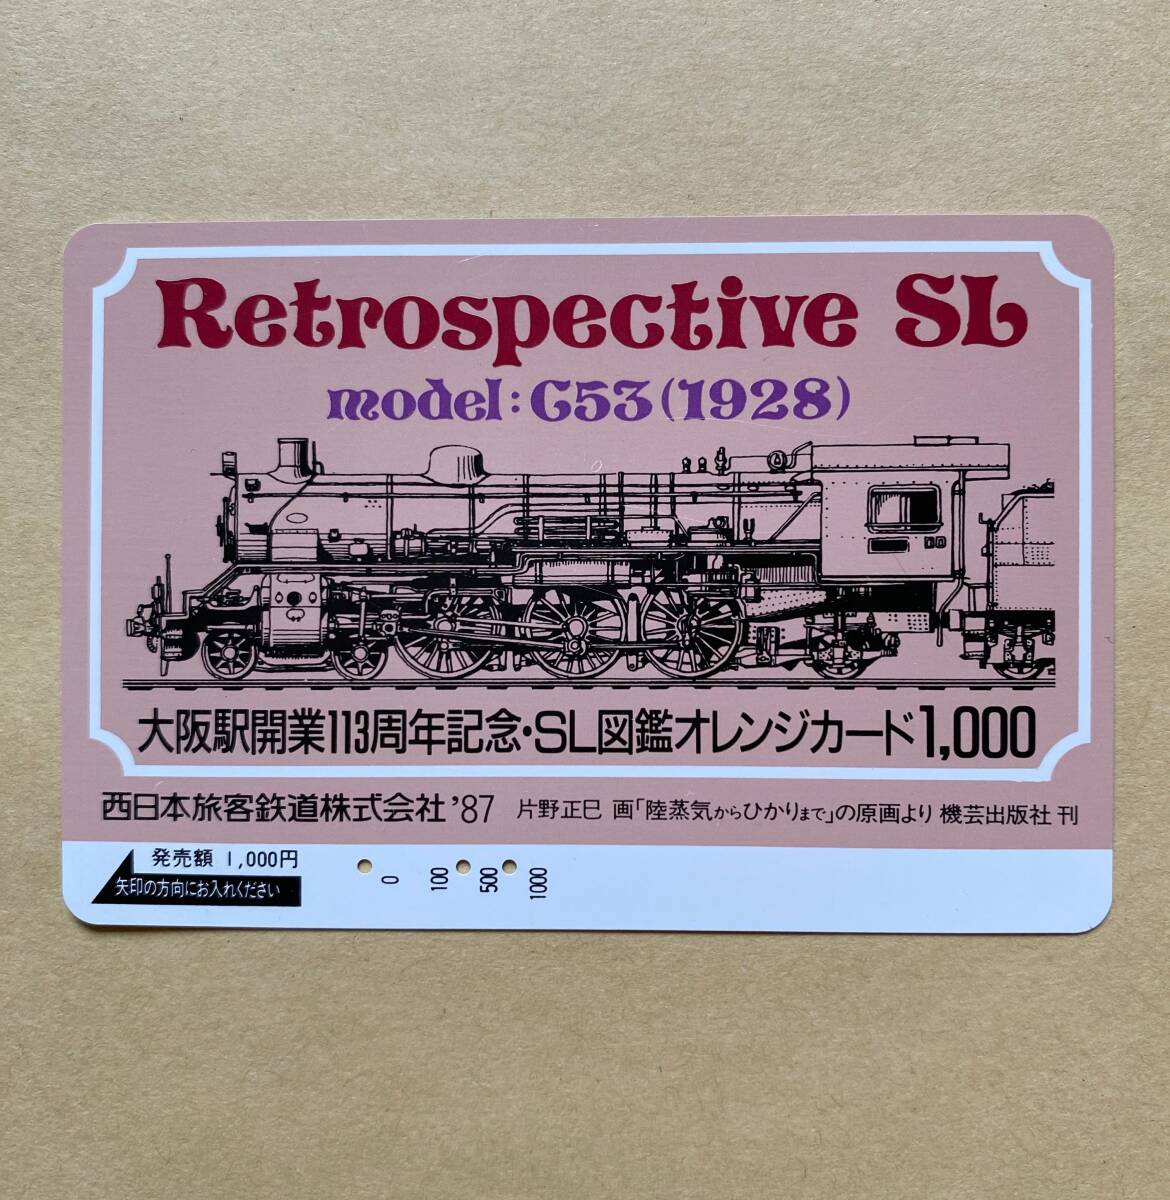 Retrospective SL
model: C53 (1928)
大阪駅開業113周年記念・SL図鑑オレンジカード1,000
西日本旅客鉄道株式会社 '87 片野正巳 画「陸蒸気からひかりまで」の原画より 機芸出版社 刊
発売額 1,000円
矢印の方向にお入れください
0 100 500 1000